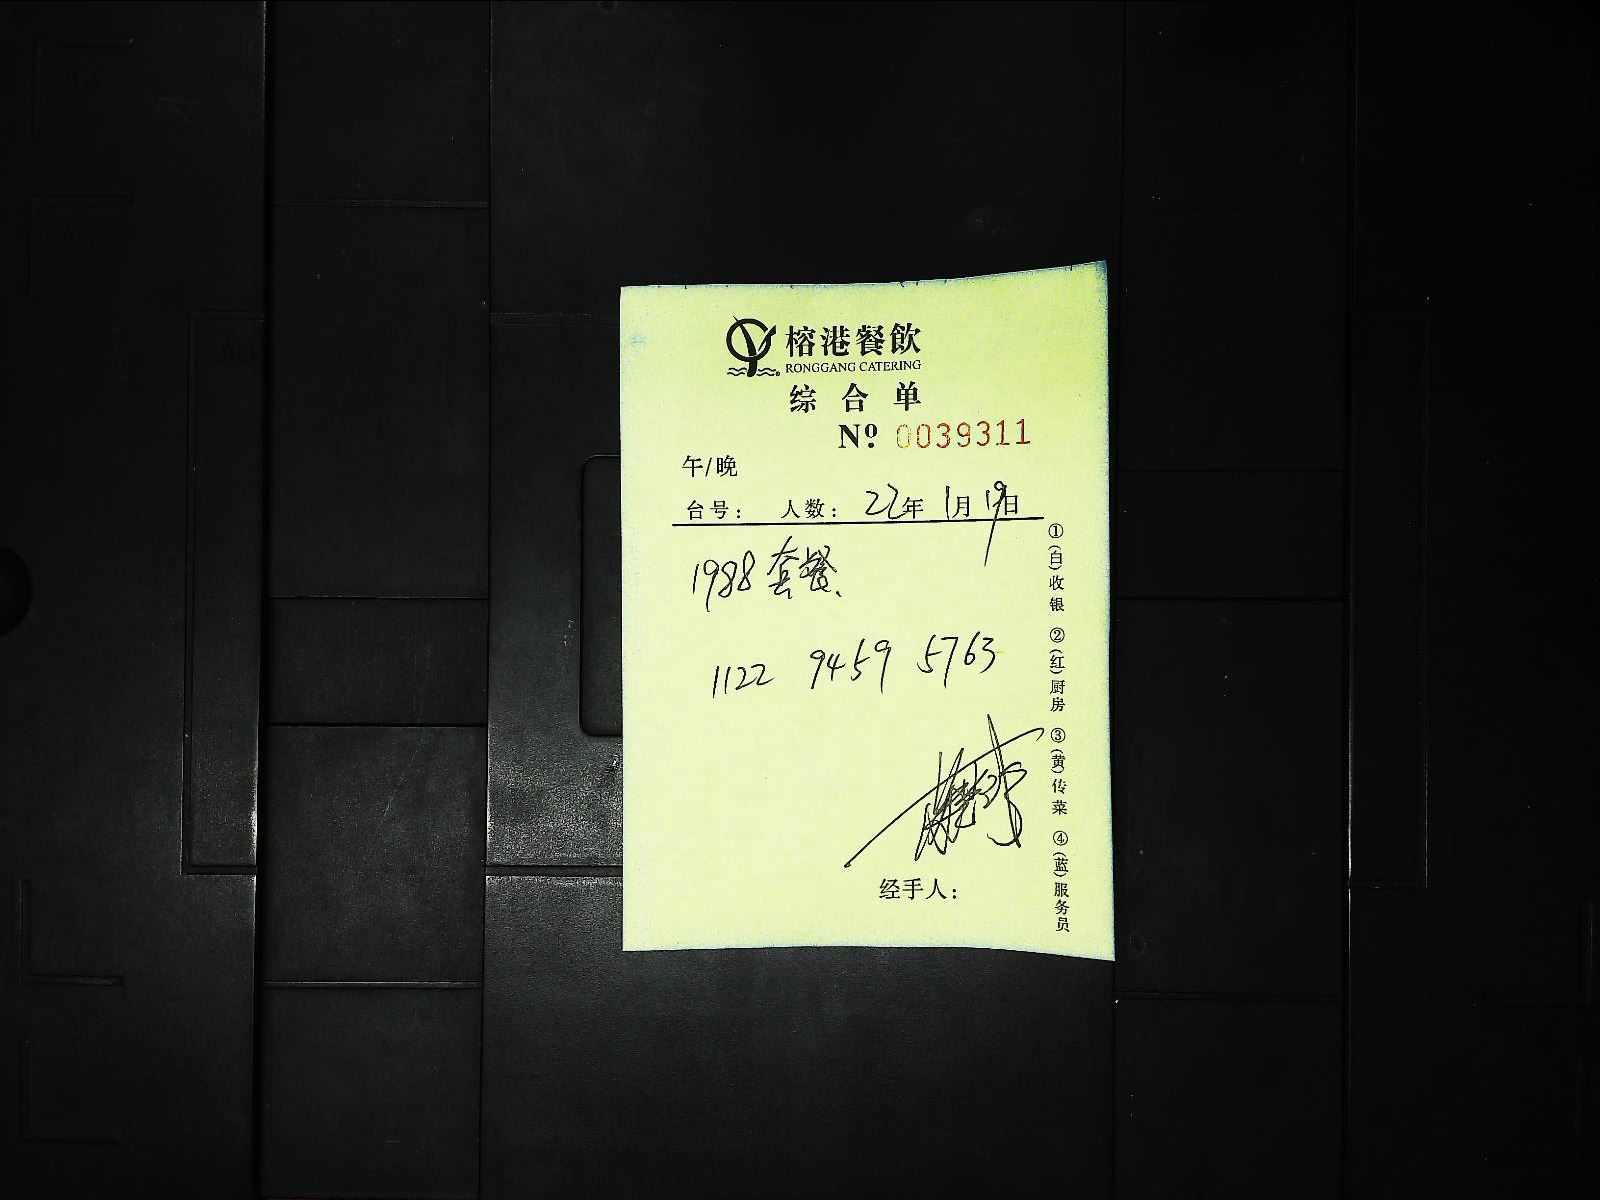 榕港餐飲
RONGGANG CATERING
综合单
Nº 0039311
午/晚
台号： 人数： 22年 1月 19日
1988 套餐、
1122 9459 5763
经手人：
①(白)收银 ②(红)厨房 ③(黄)传菜 ④(蓝)服务员